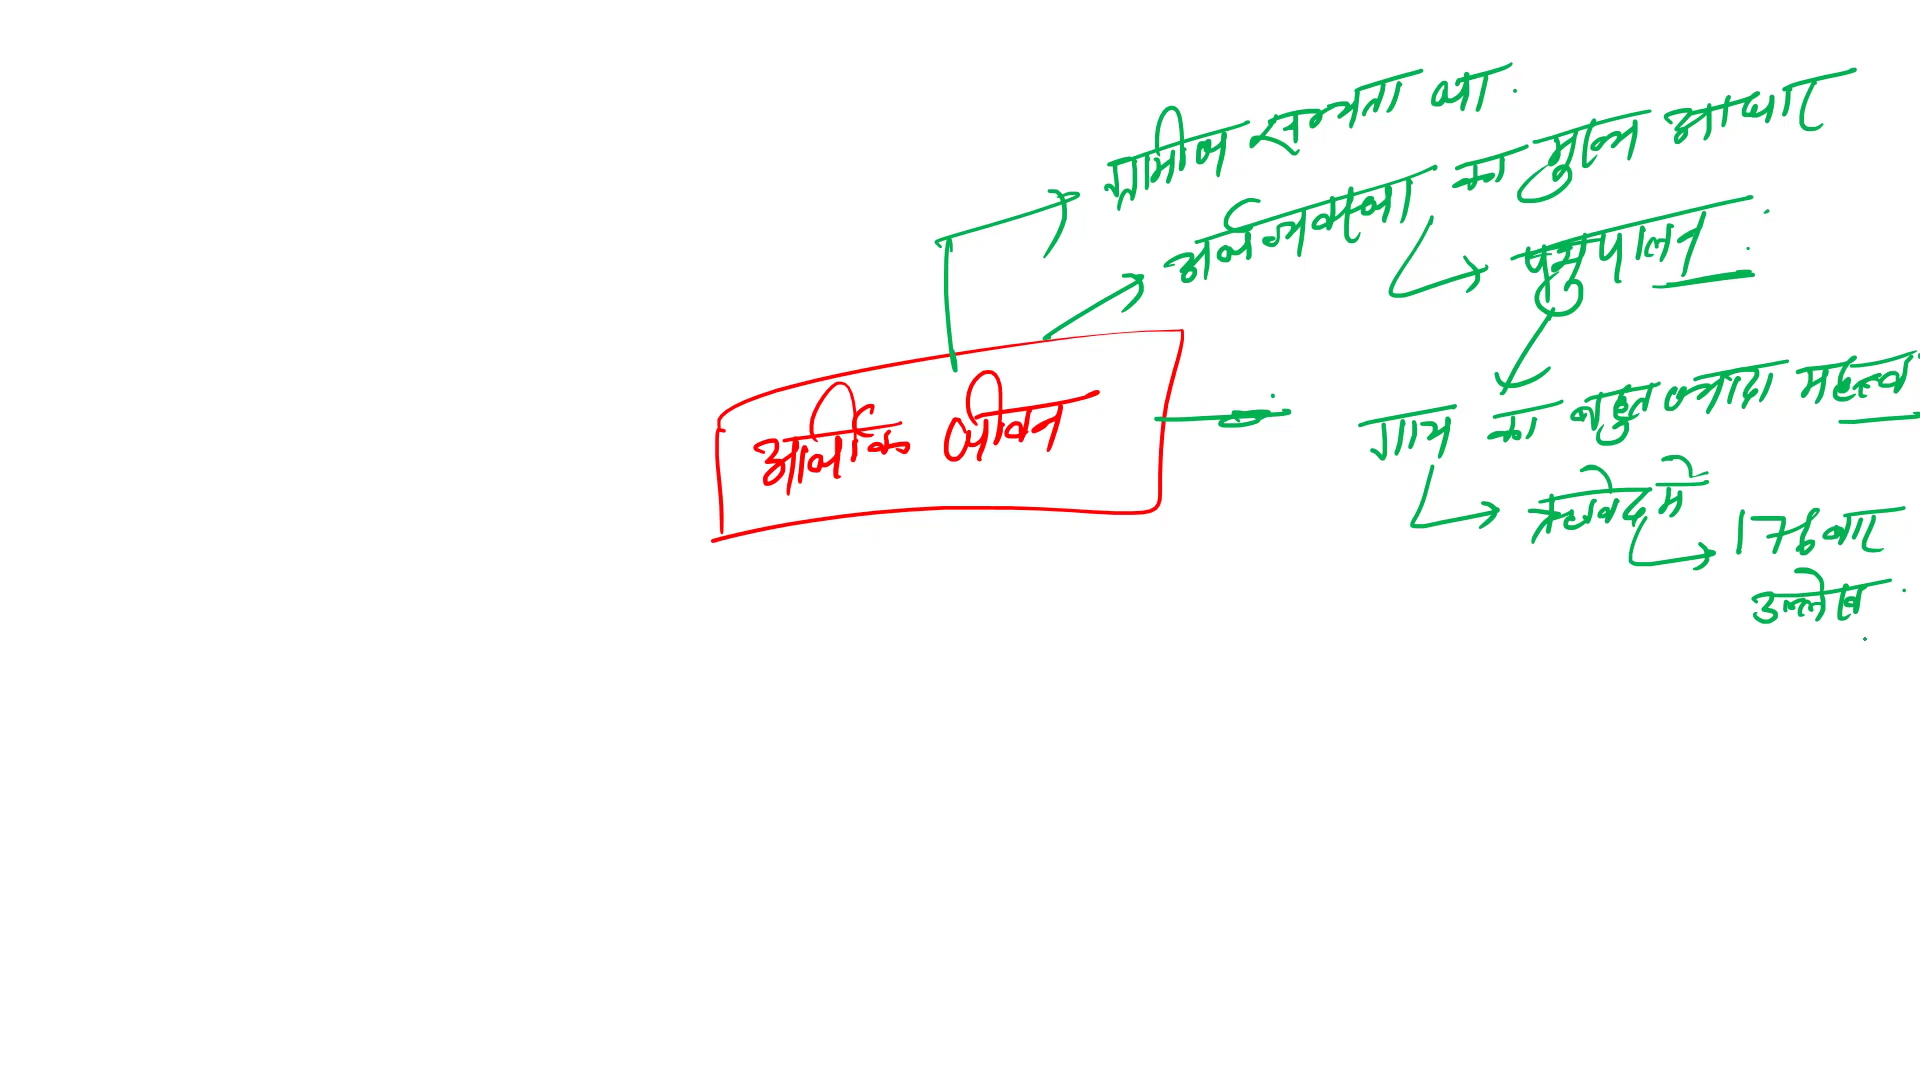 ग्रामीण सभ्यता था.
अर्थव्यवस्था का मुख्य आधार
पशुपालन
आर्थिक जीवन
गाय का बहुत ज्यादा महत्व
ऋग्वेद में
176 बार
उल्लेख